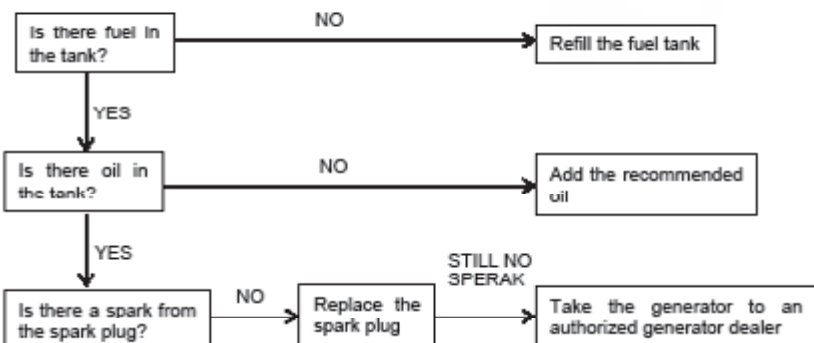 Is there fuel in
the tank?
NO
Refill the fuel tank
YES
Is there oil in
the tank?
NO
Add the recommended
oil
YES
Is there a spark from
the spark plug?
NO
Replace the
spark plug
STILL NO
SPERAK
Take the generator to an
authorized generator dealer